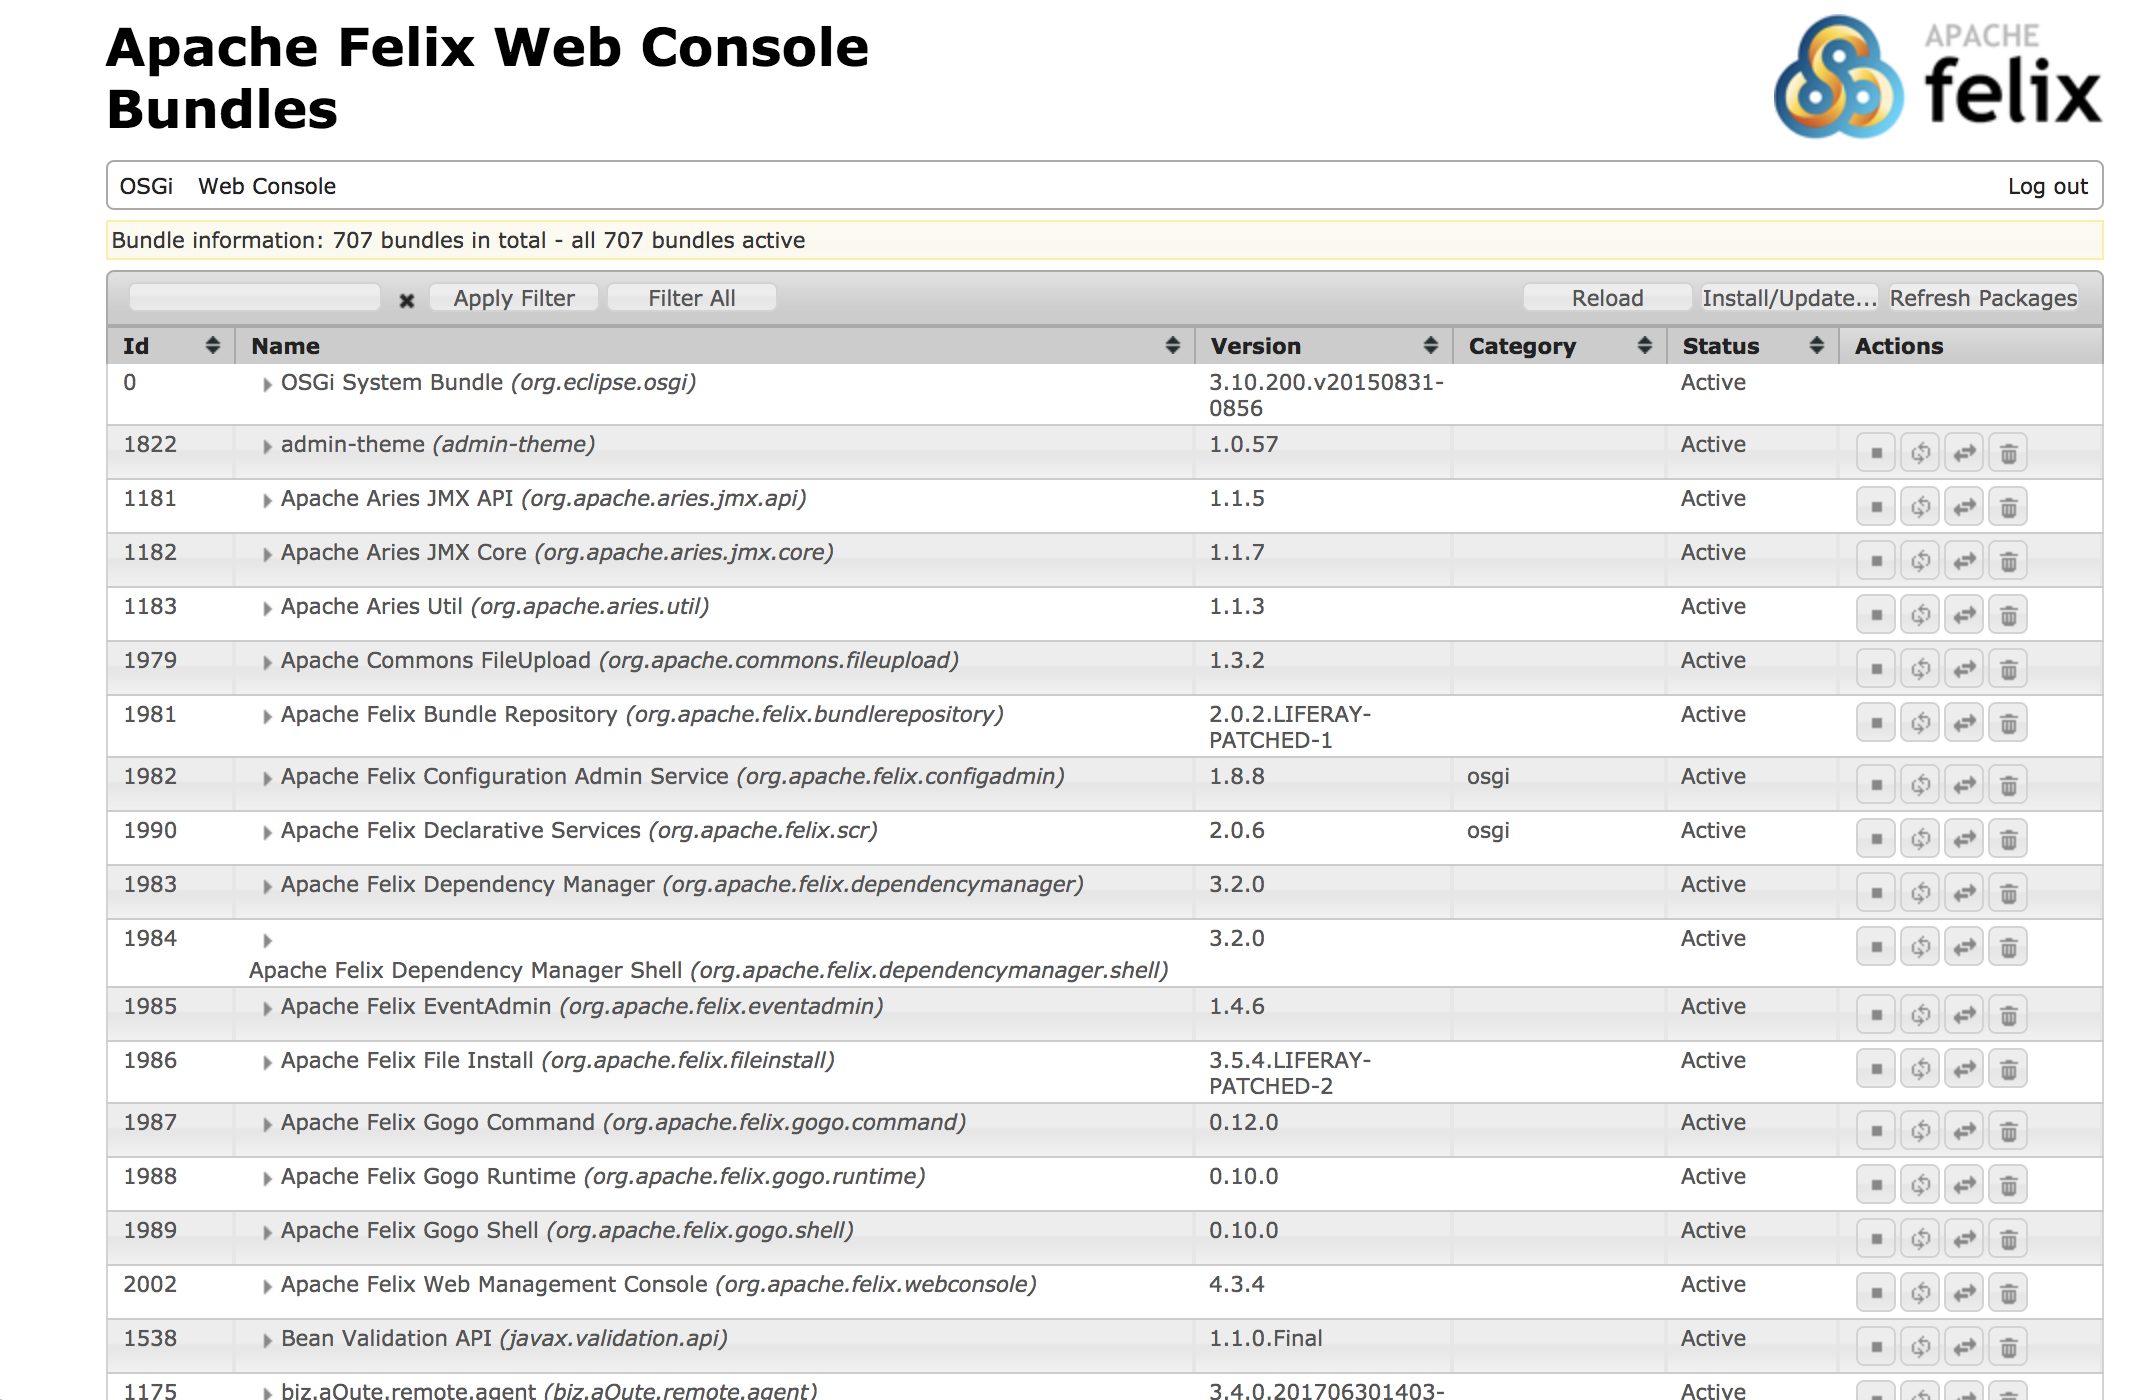 Apache Felix Web Console
Bundles
APACHE
felix
OSGi Web Console Log out
Bundle information: 707 bundles in total - all 707 bundles active
Apply Filter Filter All Reload Install/Update... Refresh Packages
Id Name Version Category Status Actions
0 OSGi System Bundle (org.eclipse.osgi) 3.10.200.v20150831- Active
0856
1822 admin-theme (admin-theme) 1.0.57 Active
1181 Apache Aries JMX API (org.apache.aries.jmx.api) 1.1.5 Active
1182 Apache Aries JMX Core (org.apache.aries.jmx.core) 1.1.7 Active
1183 Apache Aries Util (org.apache.aries.util) 1.1.3 Active
1979 Apache Commons FileUpload (org.apache.commons.fileupload) 1.3.2 Active
1981 Apache Felix Bundle Repository (org.apache.felix.bundlerepository) 2.0.2.LIFERAY- Active
PATCHED-1
1982 Apache Felix Configuration Admin Service (org.apache.felix.configadmin) 1.8.8 osgi Active
1990 Apache Felix Declarative Services (org.apache.felix.scr) 2.0.6 osgi Active
1983 Apache Felix Dependency Manager (org.apache.felix.dependencymanager) 3.2.0 Active
1984 3.2.0 Active
Apache Felix Dependency Manager Shell (org.apache.felix.dependencymanager.shell)
1985 Apache Felix EventAdmin (org.apache.felix.eventadmin) 1.4.6 Active
1986 Apache Felix File Install (org.apache.felix.fileinstall) 3.5.4.LIFERAY- Active
PATCHED-2
1987 Apache Felix Gogo Command (org.apache.felix.gogo.command) 0.12.0 Active
1988 Apache Felix Gogo Runtime (org.apache.felix.gogo.runtime) 0.10.0 Active
1989 Apache Felix Gogo Shell (org.apache.felix.gogo.shell) 0.10.0 Active
2002 Apache Felix Web Management Console (org.apache.felix.webconsole) 4.3.4 Active
1538 Bean Validation API (javax.validation.api) 1.1.0.Final Active
1175 biz.aQute.remote.agent (biz.aQute.remote.agent) 3.4.0.201706301403- Active